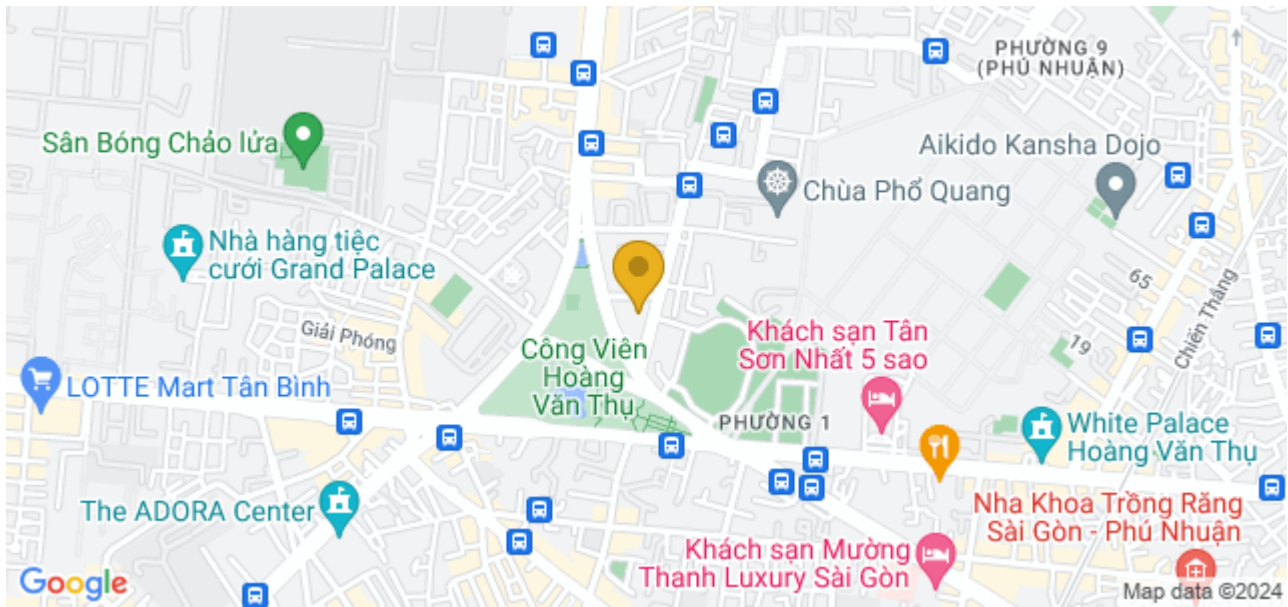 PHƯỜNG 9
(PHÚ NHUẬN)
Sân Bóng Chảo lửa
Aikido Kansha Dojo
Chùa Phổ Quang
Nhà hàng tiệc
cưới Grand Palace
65
Chiến Thắng
Giải Phóng
Khách sạn Tân
Sơn Nhất 5 sao
19
Công Viên
Hoàng
Văn Thụ
LOTTE Mart Tân Bình
PHƯỜNG 1
White Palace
Hoàng Văn Thụ
The ADORA Center
Nha Khoa Trồng Răng
Sài Gòn - Phú Nhuận
Khách sạn Mường
Thanh Luxury Sài Gòn
Google
Map data ©2024